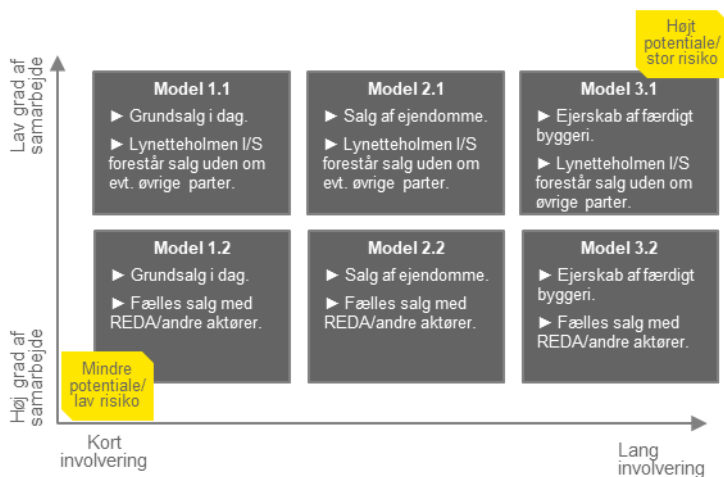 Højt
potentiale/
stor risiko
Lav grad af
samarbejde
Model 1.1
► Grundsalg i dag.
► Lynetteholmen I/S
forestår salg uden om
evt. øvrige parter.
Model 2.1
► Salg af ejendomme.
► Lynetteholmen I/S
forestår salg uden om
evt. øvrige parter.
Model 3.1
► Ejerskab af færdigt
byggeri.
► Lynetteholmen I/S
forestår salg uden om
øvrige parter.
Høj grad af
samarbejde
Model 1.2
► Grundsalg i dag.
► Fælles salg med
REDA/andre aktører.
Model 2.2
► Salg af ejendomme.
► Fælles salg med
REDA/andre aktører.
Model 3.2
► Ejerskab af færdigt
byggeri.
► Fælles salg med
REDA/andre aktører.
Mindre
potentiale/
lav risiko
Kort
involvering
Lang
involvering